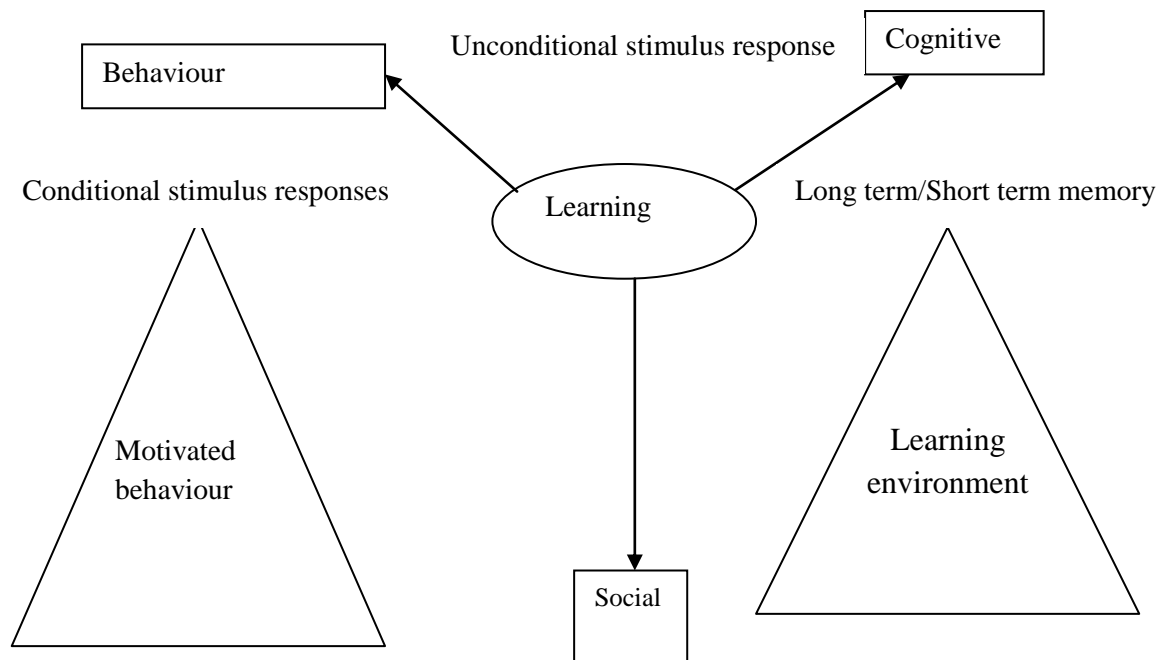 Unconditional stimulus response
Cognitive
Behaviour
Conditional stimulus responses
Learning
Long term/Short term memory
Motivated
behaviour
Learning
environment
Social